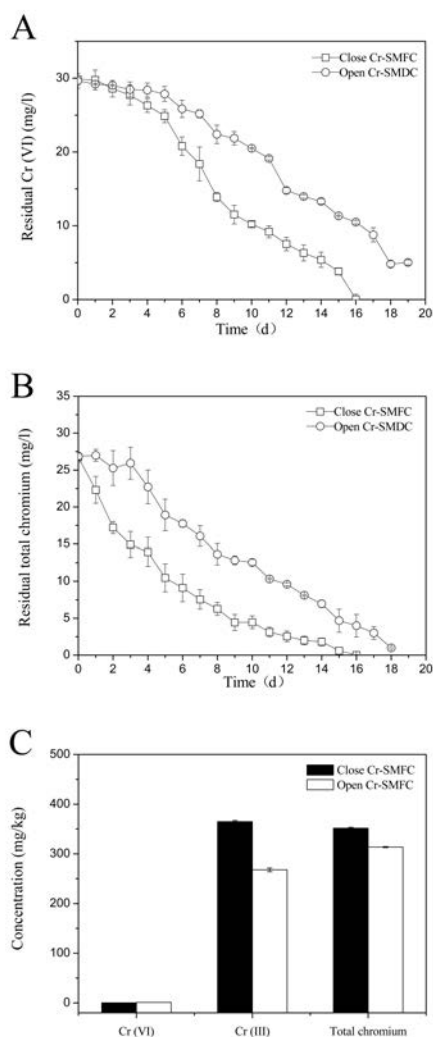 A
Close Cr-SMFC
Open Cr-SMDC
Residual Cr (VI) (mg/l)
40
30
20
10
0
0 2 4 6 8 10 12 14 16 18 20
Time (d)
B
Close Cr-SMFC
Open Cr-SMDC
Residual total chromium (mg/l)
35
30
25
20
15
10
5
0
0 2 4 6 8 10 12 14 16 18 20
Time (d)
C
Close Cr-SMFC
Open Cr-SMFC
Concentration (mg/kg)
500
400
300
200
100
0
Cr (VI) Cr (III) Total chromium